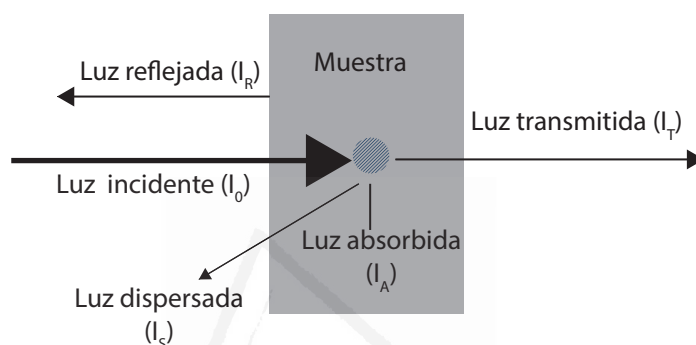 Muestra
Luz reflejada (I_R)
Luz transmitida (I_T)
Luz incidente (I_0)
Luz absorbida
(I_A)
Luz dispersada
(I_S)